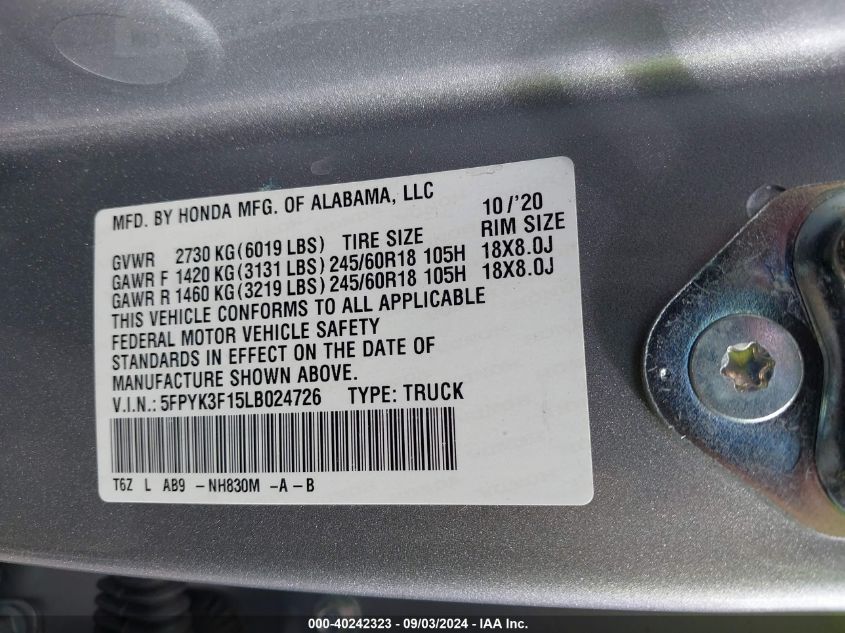 MFD. BY HONDA MFG. OF ALABAMA, LLC 10/'20
GVWR 2730 KG(6019 LBS) TIRE SIZE RIM SIZE
GAWR F 1420 KG(3131 LBS) 245/60R18 105H 18X8.0J
GAWR R 1460 KG(3219 LBS) 245/60R18 105H 18X8.0J
THIS VEHICLE CONFORMS TO ALL APPLICABLE
FEDERAL MOTOR VEHICLE SAFETY
STANDARDS IN EFFECT ON THE DATE OF
MANUFACTURE SHOWN ABOVE.
V.I.N.: 5FPYK3F15LB024726 TYPE: TRUCK
T6Z L AB9 -NH830M -A-B
000-40242323 - 09/03/2024 - IAA Inc.